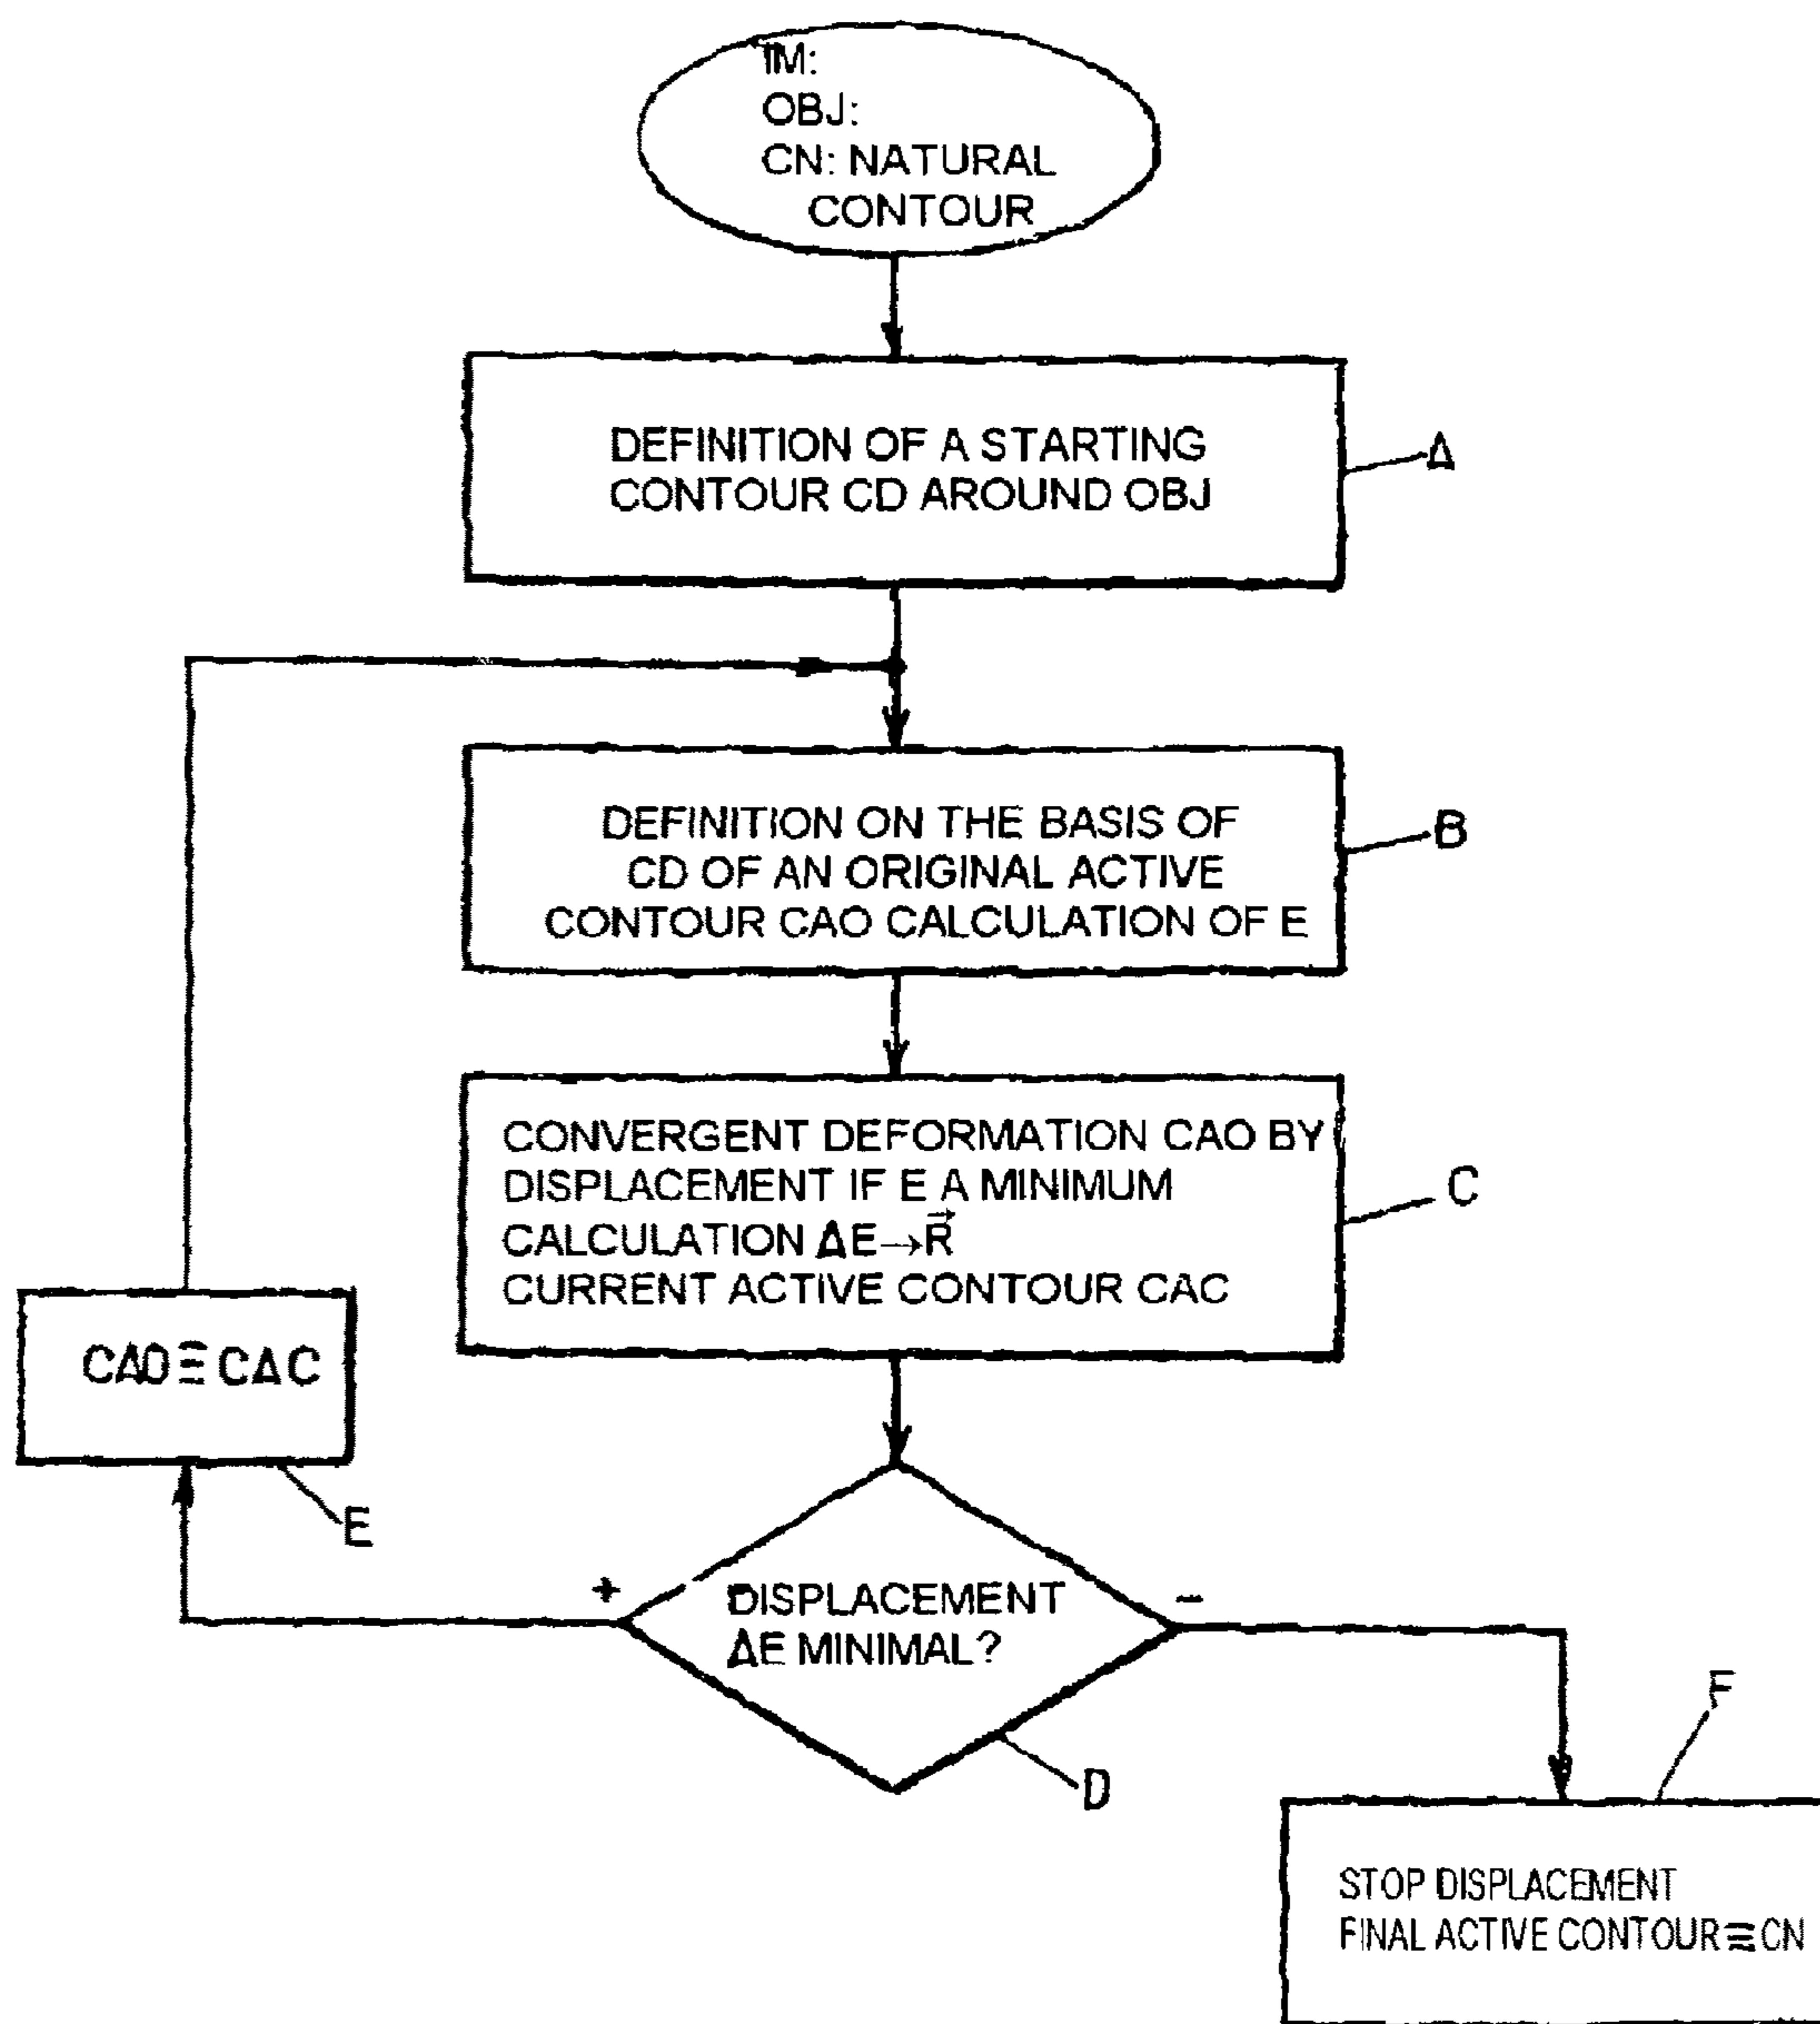 IM:
OBJ:
CN: NATURAL
CONTOUR
DEFINITION OF A STARTING
CONTOUR CD AROUND OBJ
A
DEFINITION ON THE BASIS OF
CD OF AN ORIGINAL ACTIVE
CONTOUR CAO CALCULATION OF E
B
CONVERGENT DEFORMATION CAO BY
DISPLACEMENT IF E A MINIMUM
CALCULATION ΔE→R⃗
CURRENT ACTIVE CONTOUR CAC
C
CAO≡CAC
E
+
DISPLACEMENT
ΔE MINIMAL?
-
D
F
STOP DISPLACEMENT
FINAL ACTIVE CONTOUR≡CN